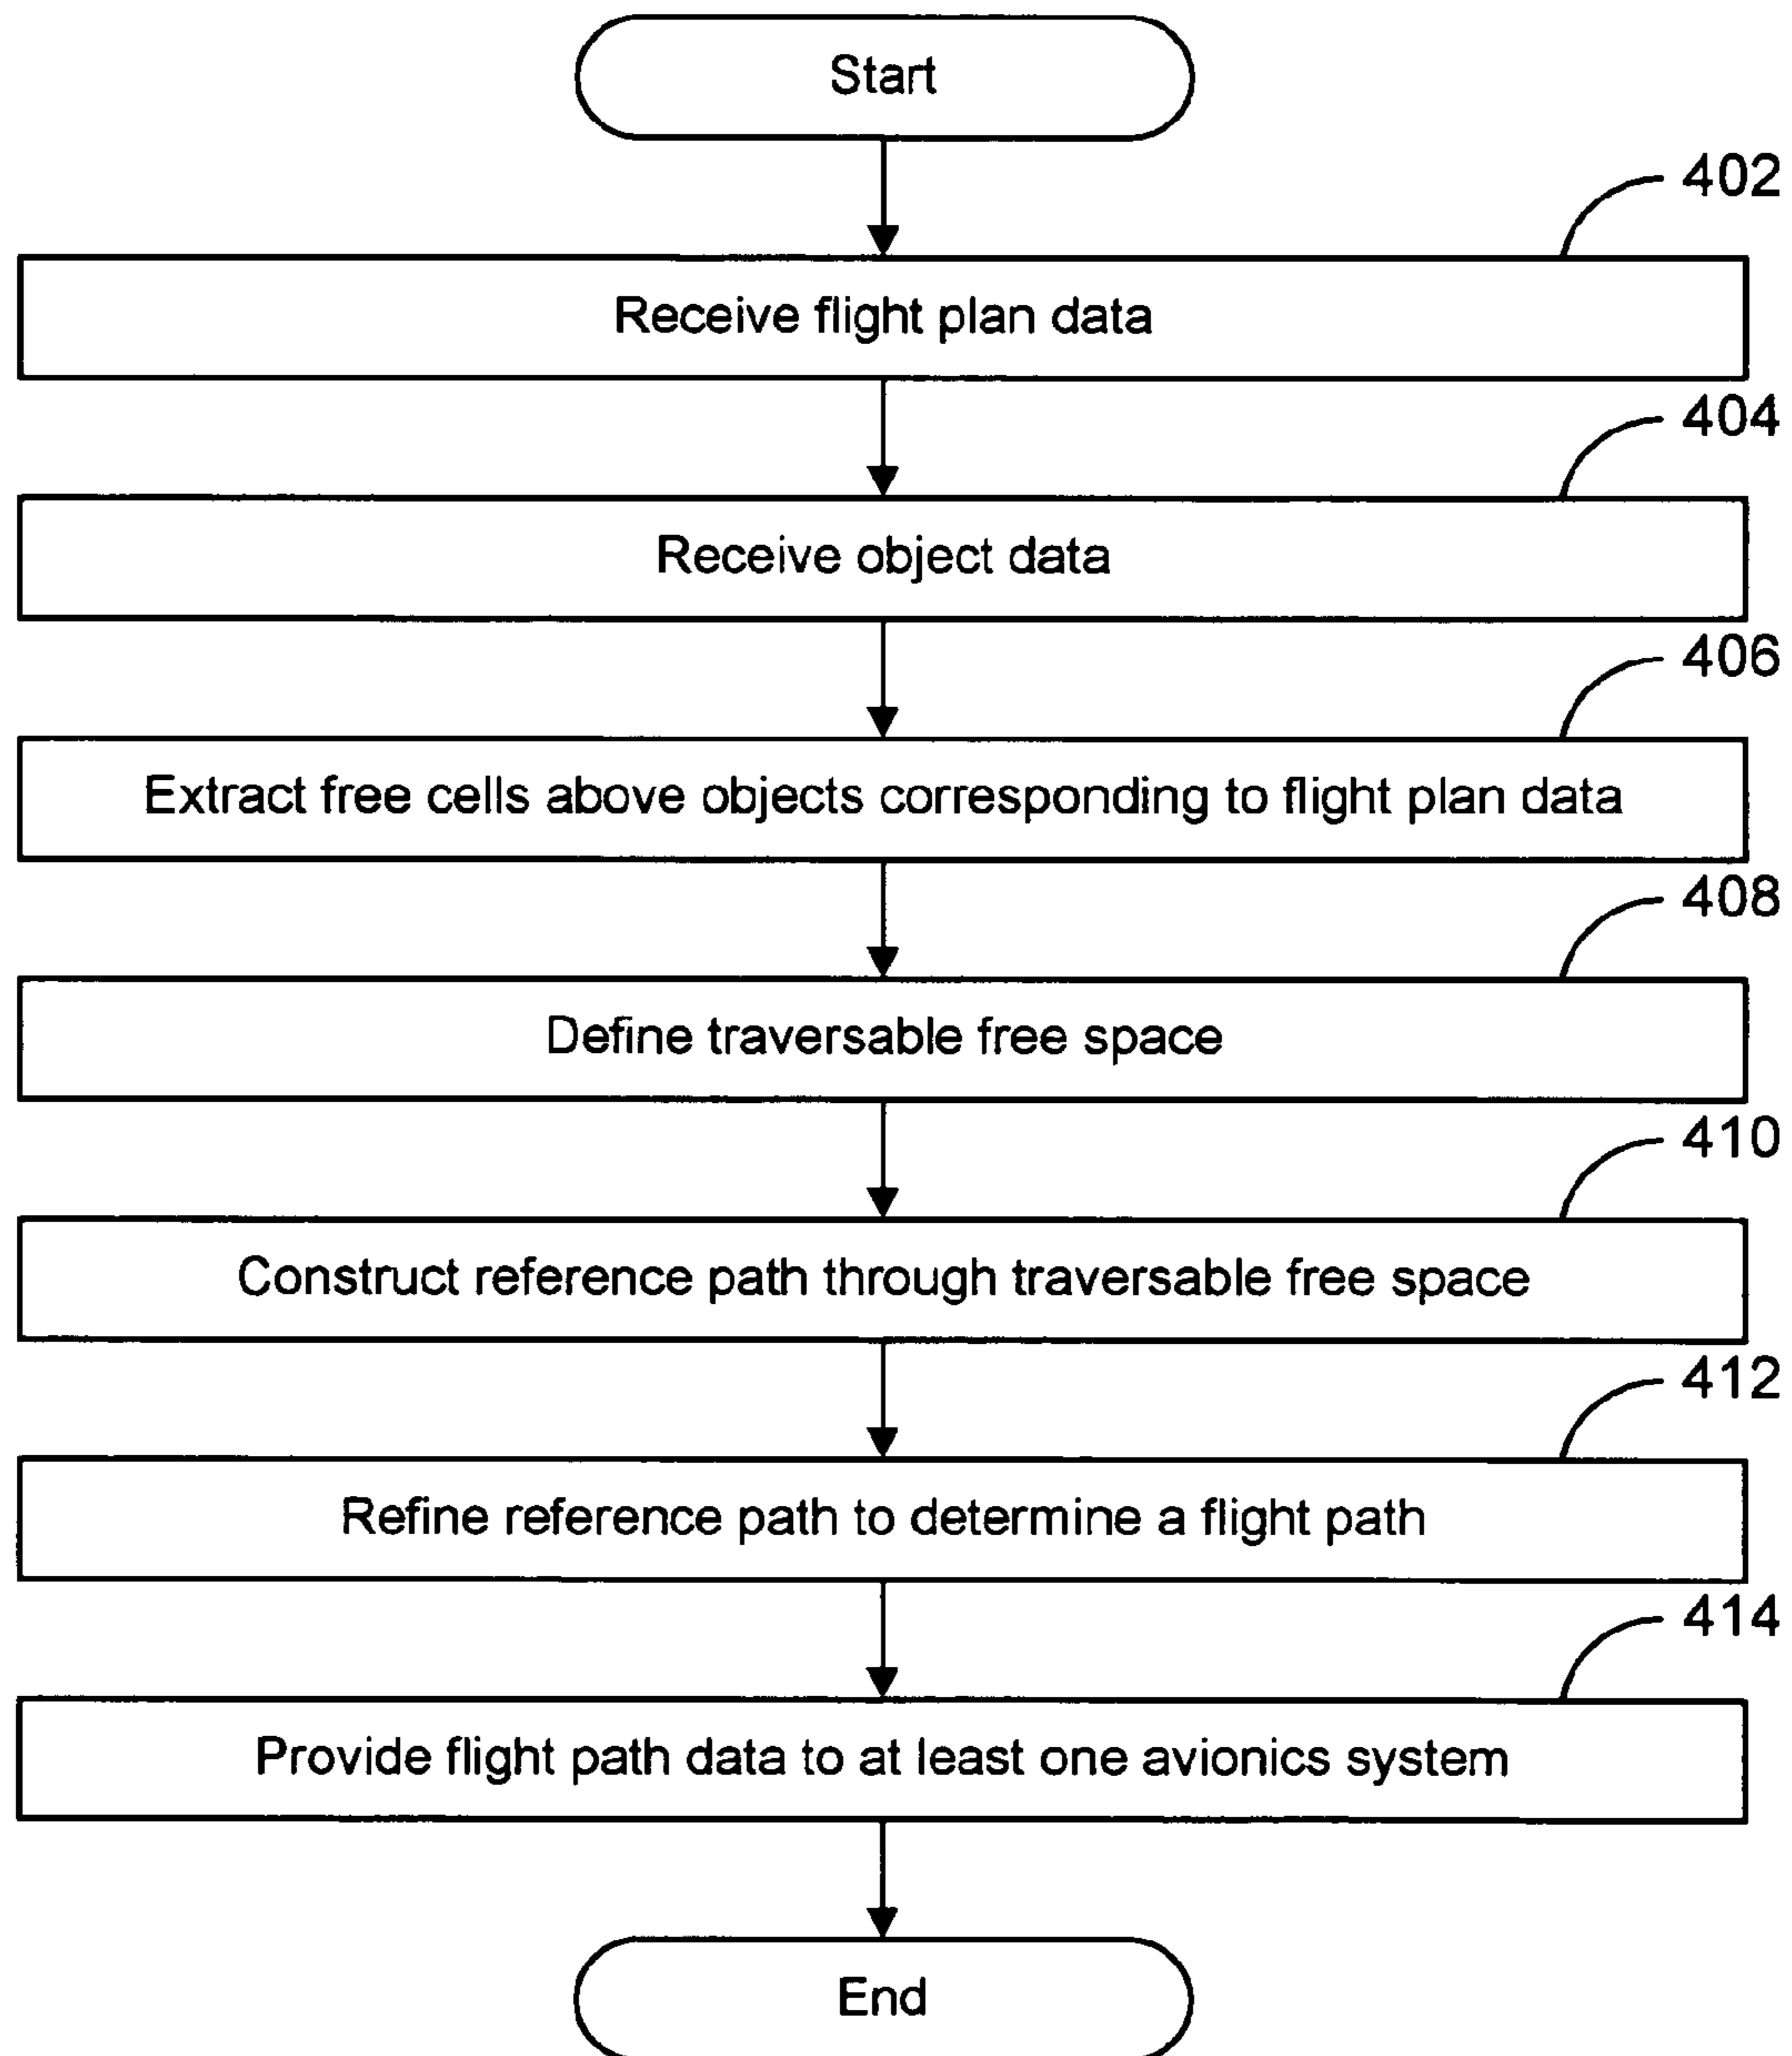 Start
402
Receive flight plan data
404
Receive object data
406
Extract free cells above objects corresponding to flight plan data
408
Define traversable free space
410
Construct reference path through traversable free space
412
Refine reference path to determine a flight path
414
Provide flight path data to at least one avionics system
End